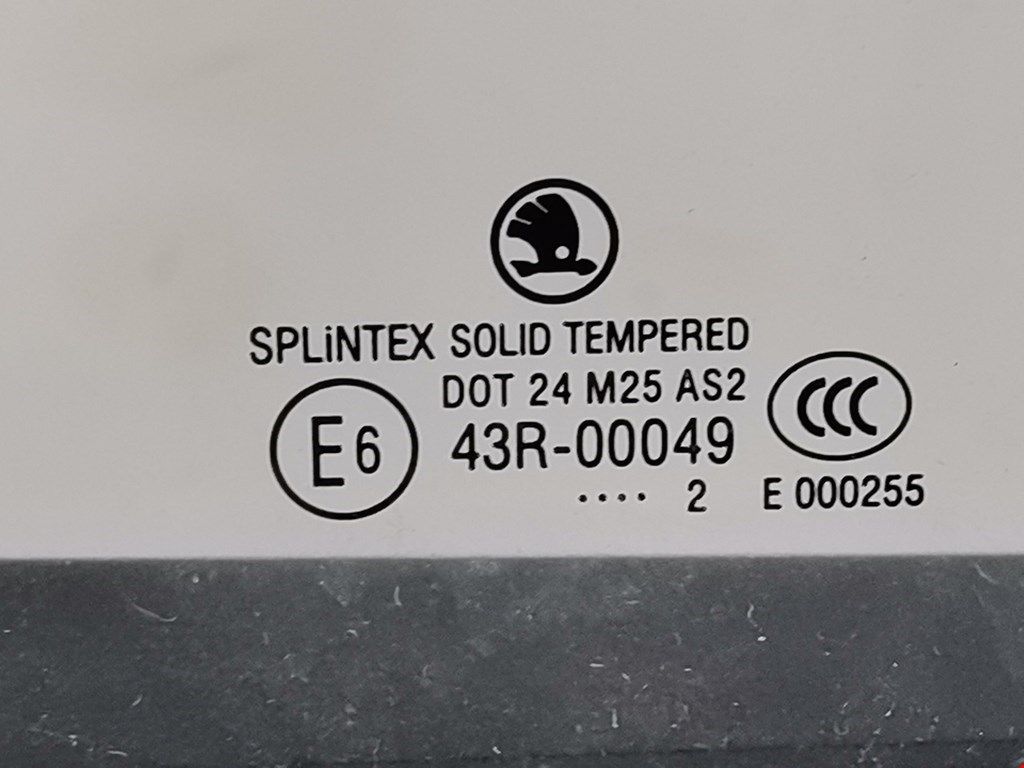 SPLiNTEX SOLID TEMPERED
DOT 24 M25 AS2
E6 43R-00049
CCC
.... 2
E 000255